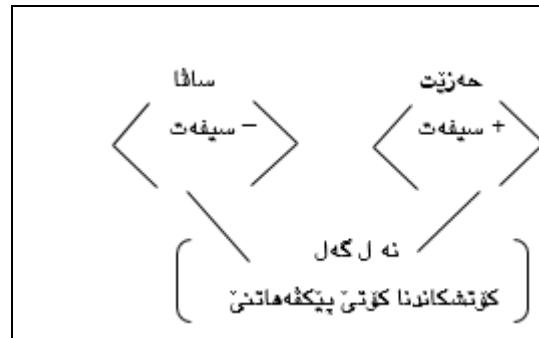 حەزێت
ساڤا
+ سیفەت
– سیفەت
نە ل گەل
کۆتشکاندنا کۆتێ پێکڤەهاتنێ